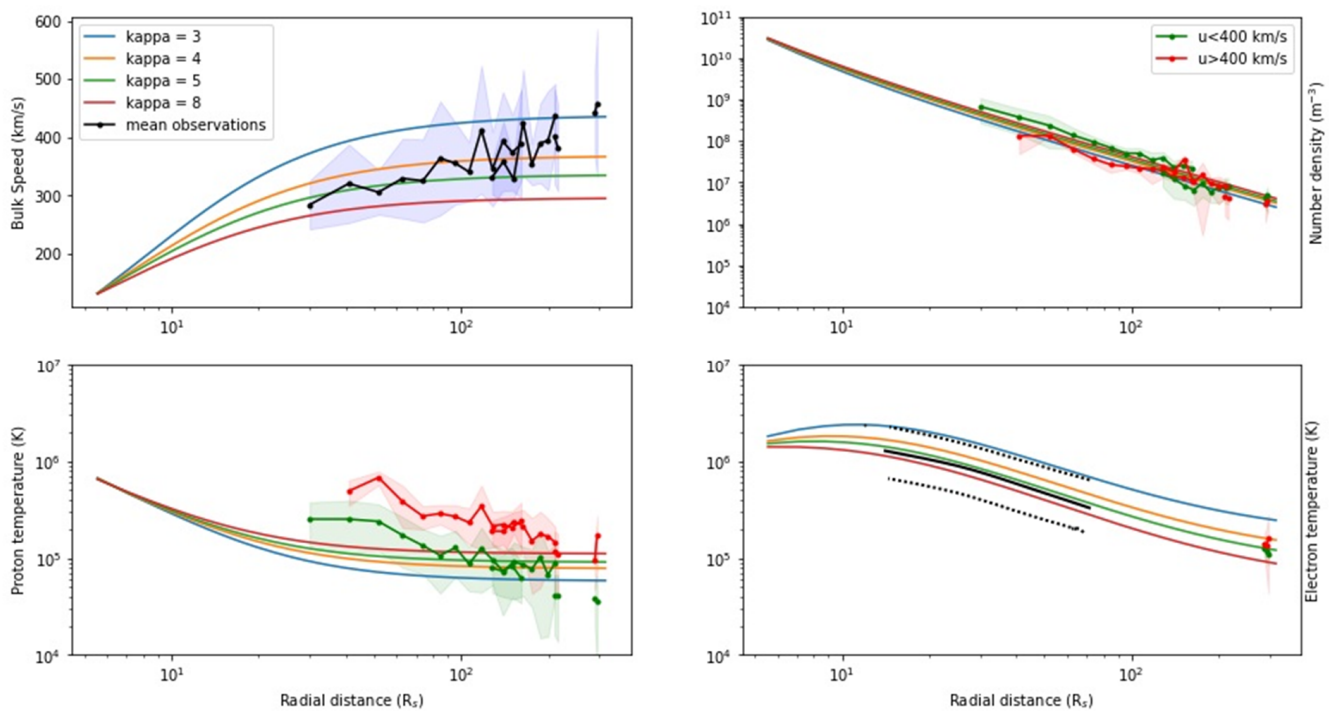 600
500
400
300
200
Bulk Speed (km/s)
kappa = 3
kappa = 4
kappa = 5
kappa = 8
mean observations
10¹
10²
10¹¹
10¹⁰
10⁹
10⁸
10⁷
10⁶
10⁵
10⁴
u<400 km/s
u>400 km/s
Number density (m⁻³)
10¹
10²
10⁷
10⁶
10⁵
10⁴
Proton temperature (K)
10¹
10²
Radial distance (Rₛ)
10⁷
10⁶
10⁵
10⁴
Electron temperature (K)
10¹
10²
Radial distance (Rₛ)